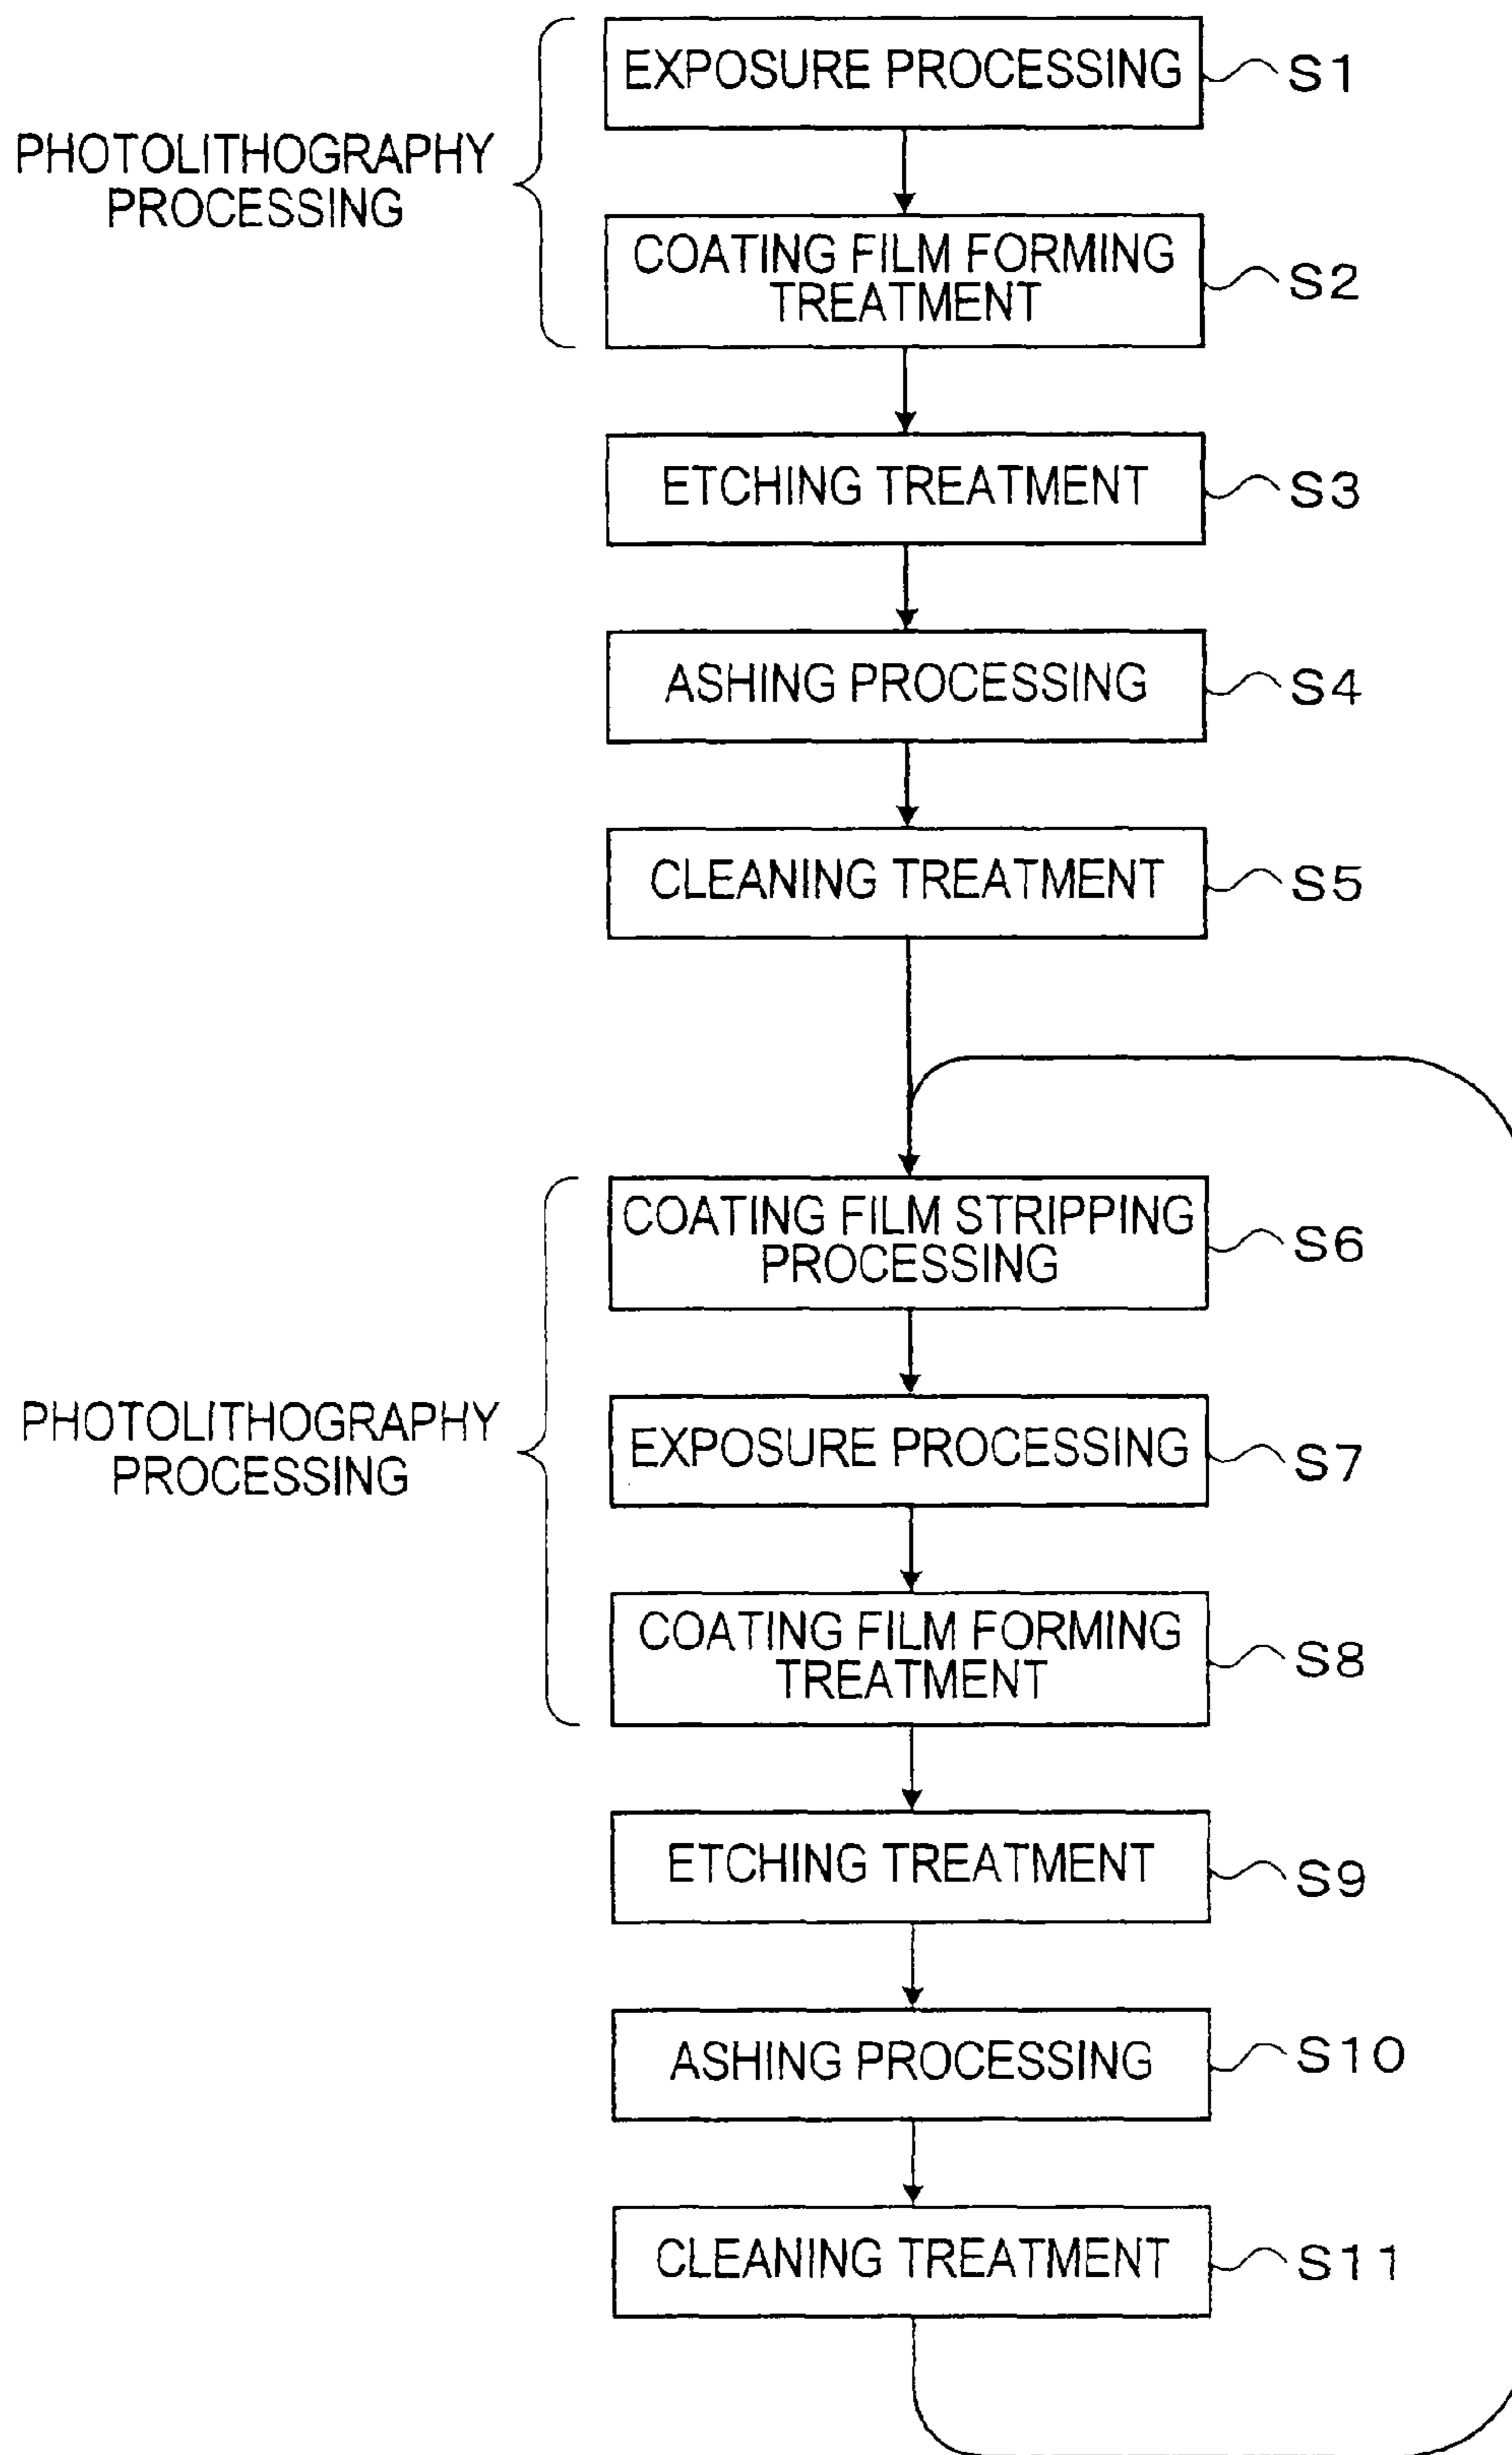 EXPOSURE PROCESSING
S1
PHOTOLITHOGRAPHY
PROCESSING
COATING FILM FORMING
TREATMENT
S2
ETCHING TREATMENT
S3
ASHING PROCESSING
S4
CLEANING TREATMENT
S5
COATING FILM STRIPPING
PROCESSING
S6
PHOTOLITHOGRAPHY
PROCESSING
EXPOSURE PROCESSING
S7
COATING FILM FORMING
TREATMENT
S8
ETCHING TREATMENT
S9
ASHING PROCESSING
S10
CLEANING TREATMENT
S11